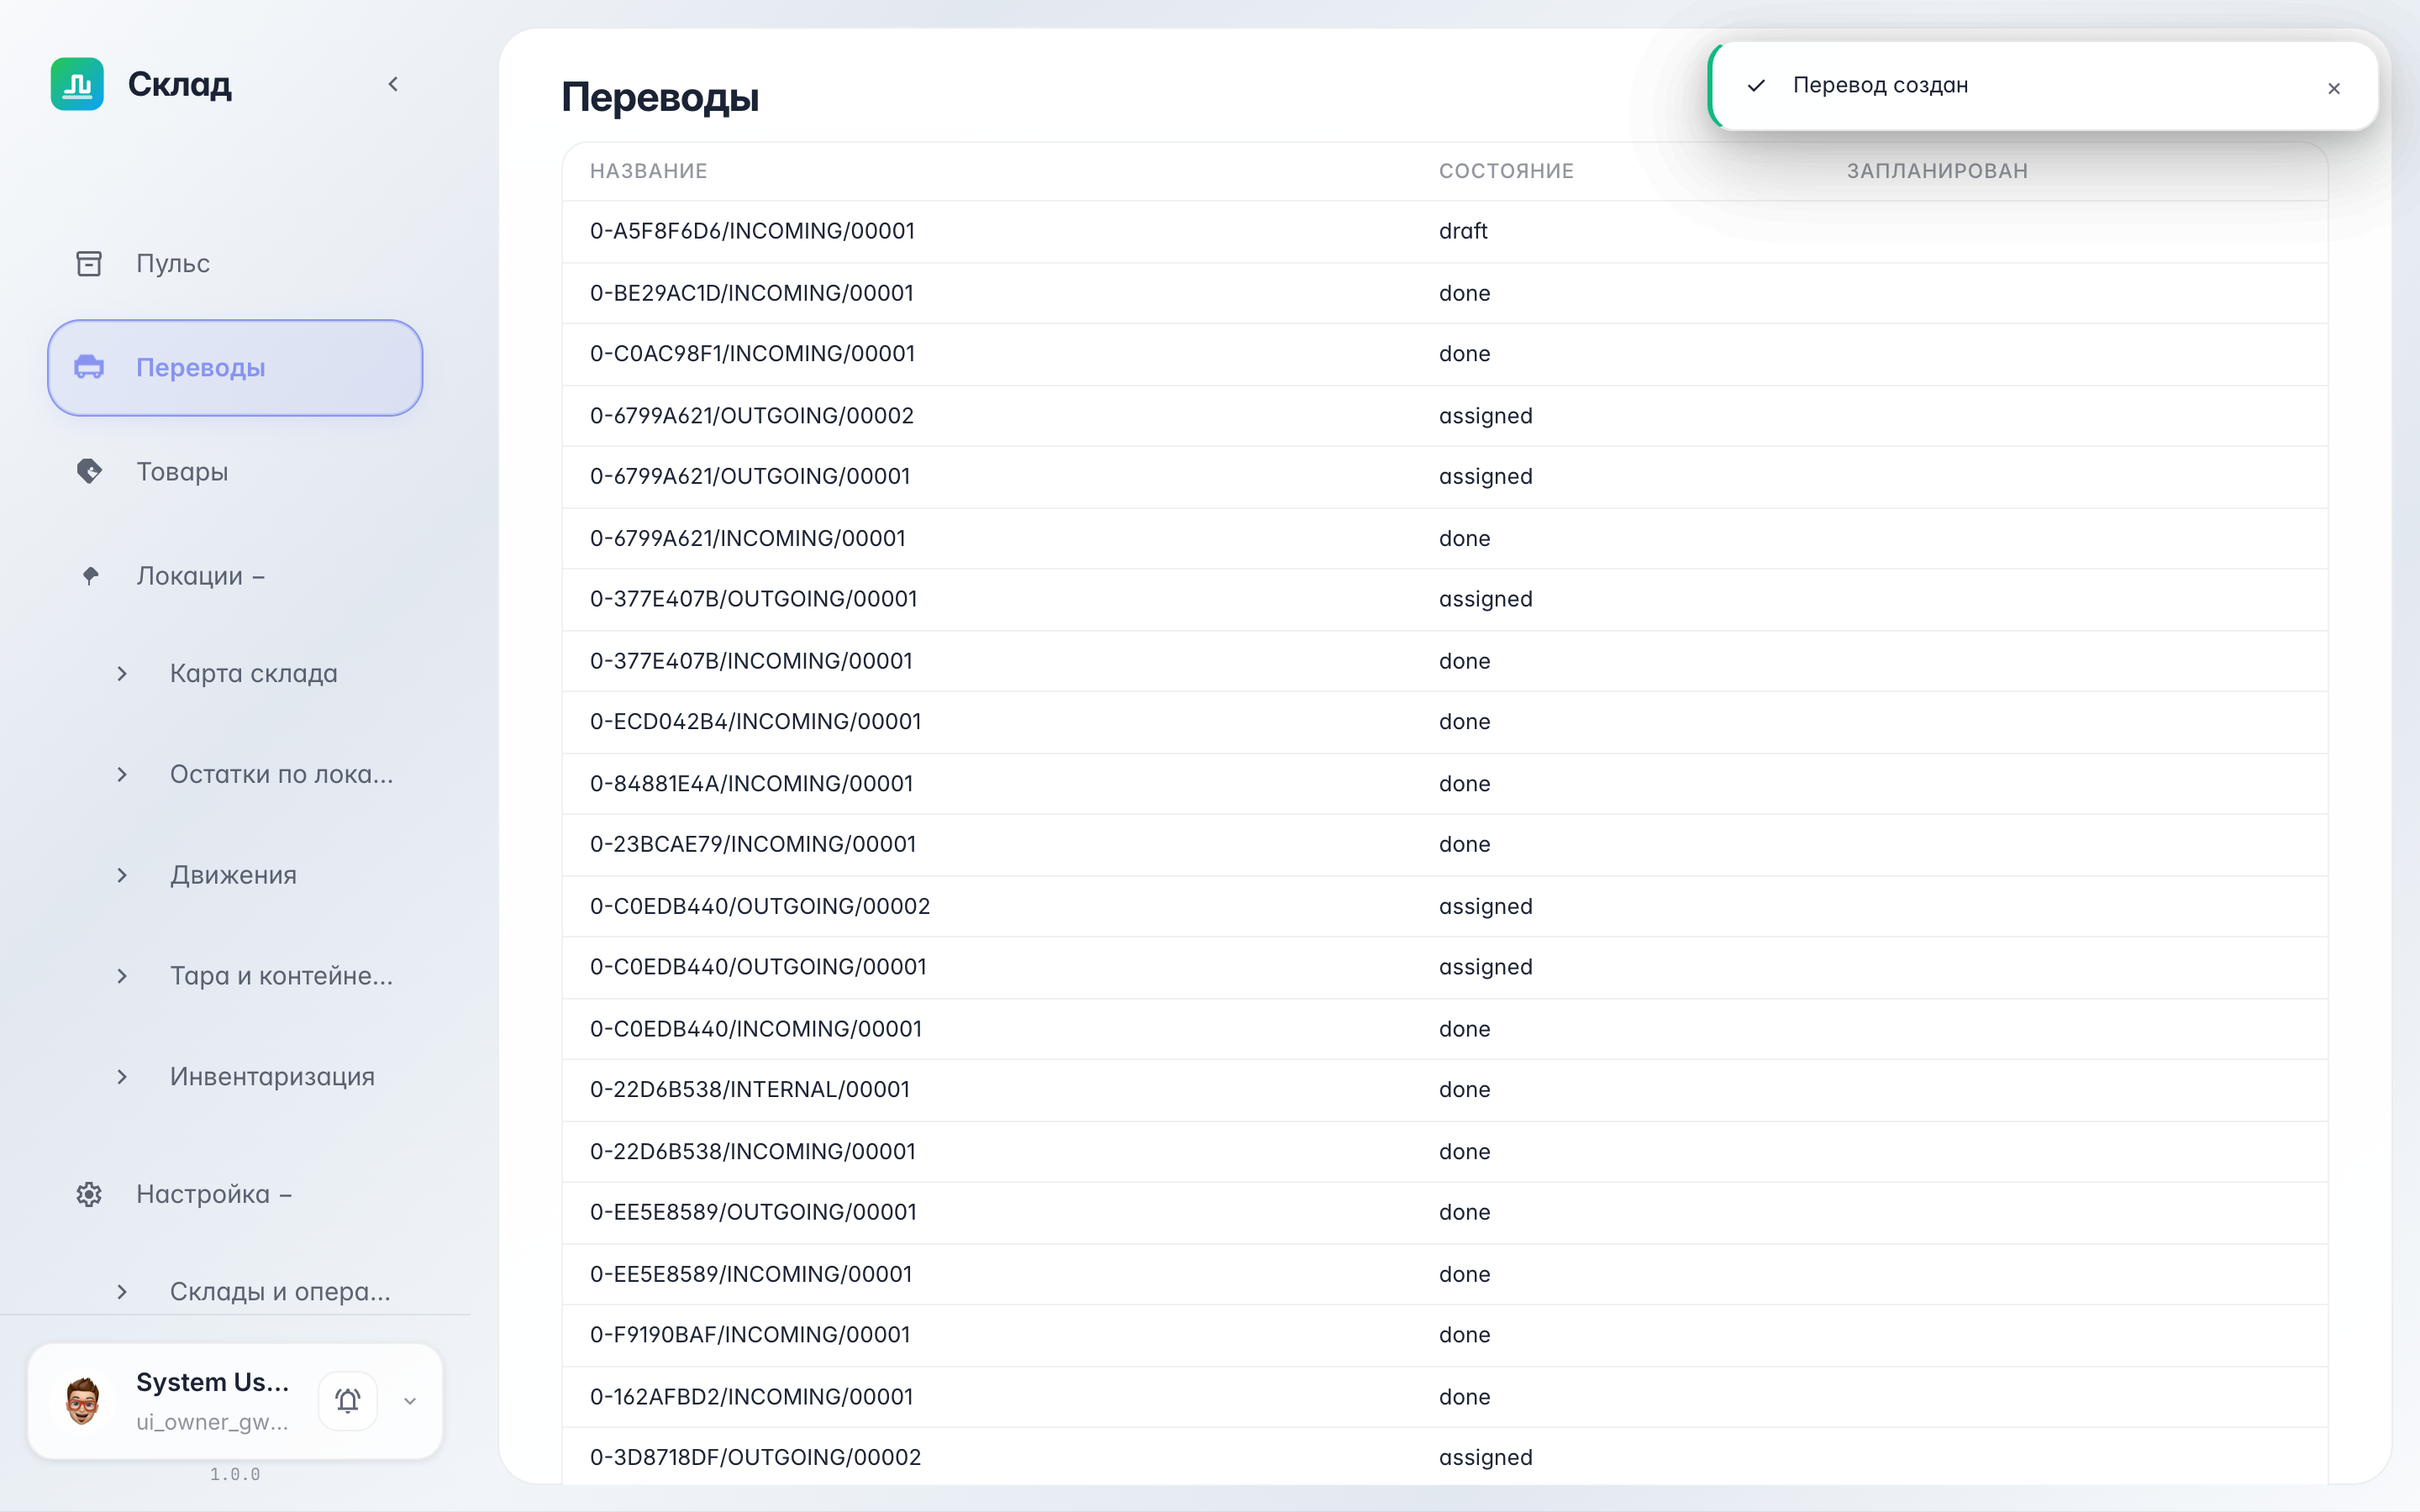 Склад
Пульс
Переводы
Товары
Локации –
Карта склада
Остатки по лока...
Движения
Тара и контейне...
Инвентаризация
Настройка –
Склады и опера...
System Us...
ui_owner_gw...
1.0.0
Переводы
Перевод создан
НАЗВАНИЕ СОСТОЯНИЕ ЗАПЛАНИРОВАН
0-A5F8F6D6/INCOMING/00001 draft
0-BE29AC1D/INCOMING/00001 done
0-C0AC98F1/INCOMING/00001 done
0-6799A621/OUTGOING/00002 assigned
0-6799A621/OUTGOING/00001 assigned
0-6799A621/INCOMING/00001 done
0-377E407B/OUTGOING/00001 assigned
0-377E407B/INCOMING/00001 done
0-ECD042B4/INCOMING/00001 done
0-84881E4A/INCOMING/00001 done
0-23BCAE79/INCOMING/00001 done
0-C0EDB440/OUTGOING/00002 assigned
0-C0EDB440/OUTGOING/00001 assigned
0-C0EDB440/INCOMING/00001 done
0-22D6B538/INTERNAL/00001 done
0-22D6B538/INCOMING/00001 done
0-EE5E8589/OUTGOING/00001 done
0-EE5E8589/INCOMING/00001 done
0-F9190BAF/INCOMING/00001 done
0-162AFBD2/INCOMING/00001 done
0-3D8718DF/OUTGOING/00002 assigned